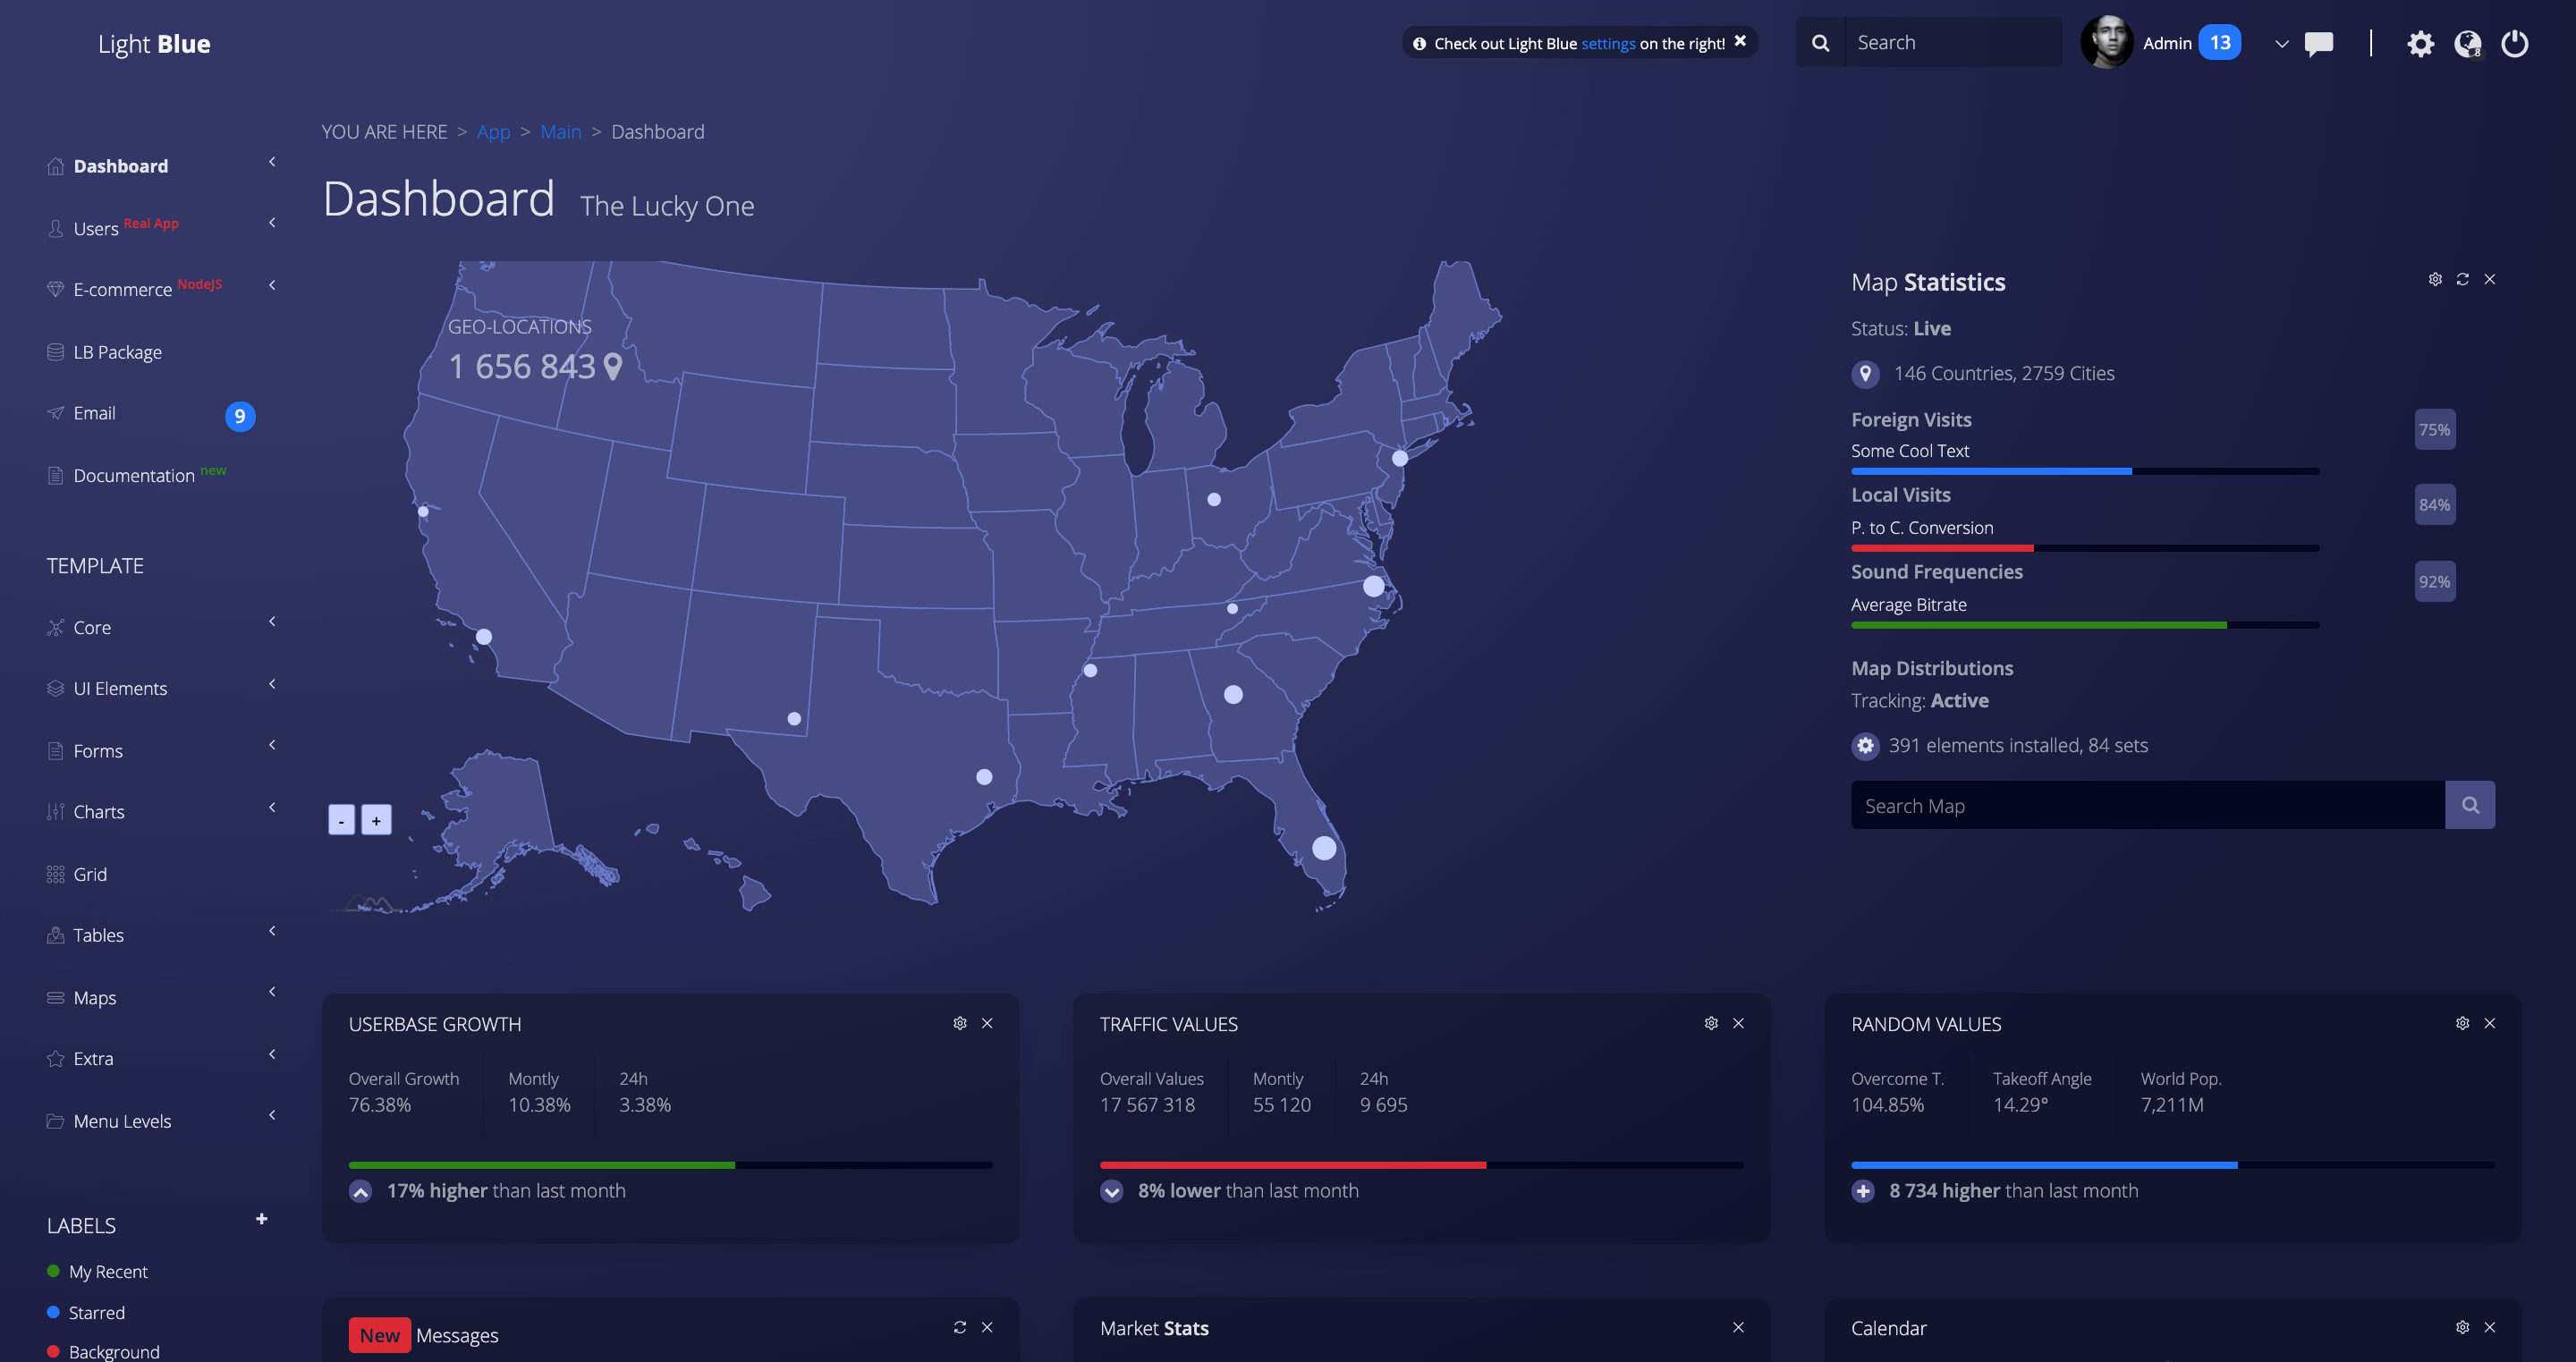 Light Blue
Check out Light Blue settings on the right!
Search
Admin 13
8
YOU ARE HERE > App > Main > Dashboard
Dashboard The Lucky One
Dashboard
Users Real App
E-commerce NodeJS
LB Package
Email 9
Documentation new
TEMPLATE
Core
UI Elements
Forms
Charts
Grid
Tables
Maps
Extra
Menu Levels
LABELS +
My Recent
Starred
Background
GEO-LOCATIONS
1 656 843
- +
Map Statistics
Status: Live
146 Countries, 2759 Cities
Foreign Visits
75%
Some Cool Text
Local Visits
84%
P. to C. Conversion
Sound Frequencies
92%
Average Bitrate
Map Distributions
Tracking: Active
391 elements installed, 84 sets
Search Map
USERBASE GROWTH
Overall Growth Montly 24h
76.38% 10.38% 3.38%
17% higher than last month
TRAFFIC VALUES
Overall Values Montly 24h
17 567 318 55 120 9 695
8% lower than last month
RANDOM VALUES
Overcome T. Takeoff Angle World Pop.
104.85% 14.29° 7,211M
8 734 higher than last month
New Messages
Market Stats
Calendar